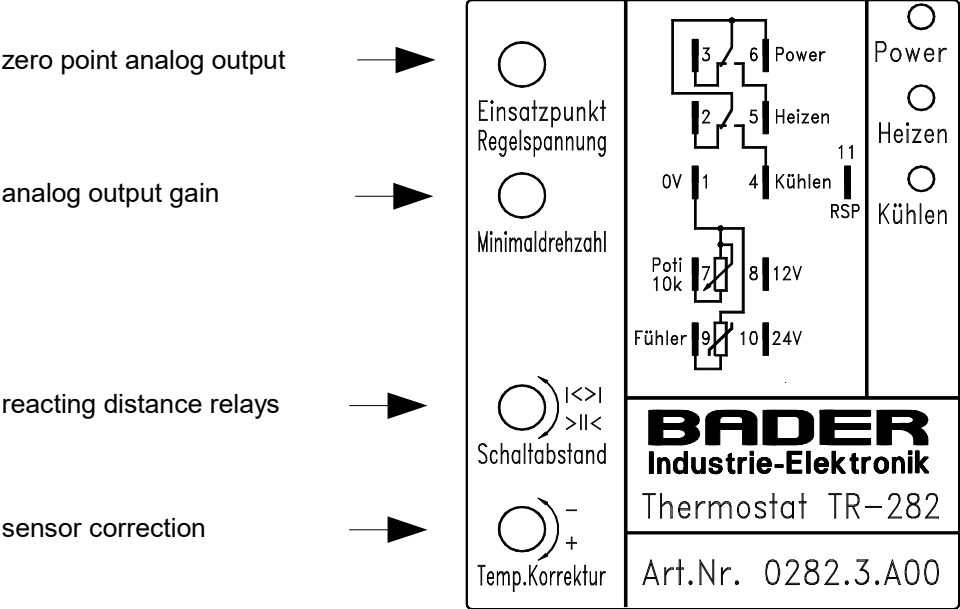 zero point analog output
Einsatzpunkt
Regelspannung
analog output gain
Minimaldrehzahl
reacting distance relays
I<>I
>II<
Schaltabstand
sensor correction
−
+
Temp.Korrektur
3 6 Power
2 5 Heizen
0V 1 4 Kühlen
11
RSP
Poti
10k
7 8 12V
Fühler 9 10 24V
Power
Heizen
Kühlen
BADER
Industrie-Elektronik
Thermostat TR-282
Art.Nr. 0282.3.A00